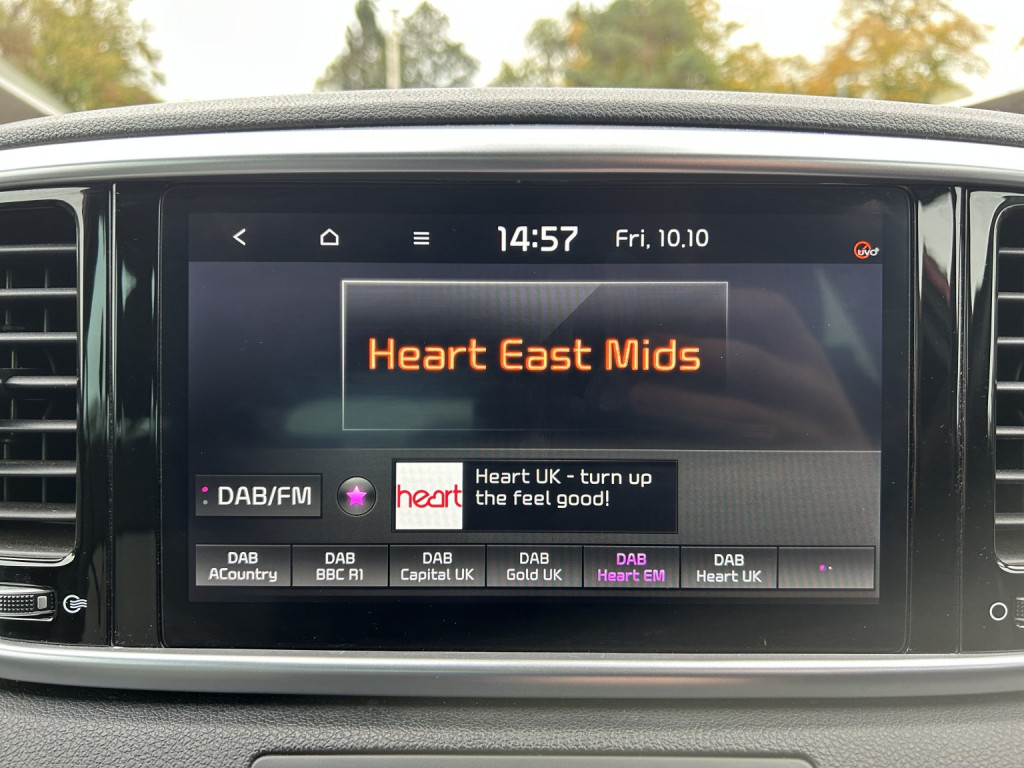 14:57 Fri, 10.10
uvo
Heart East Mids
DAB/FM
heart
Heart UK - turn up
the feel good!
DAB
ACountry
DAB
BBC R1
DAB
Capital UK
DAB
Gold UK
DAB
Heart EM
DAB
Heart UK